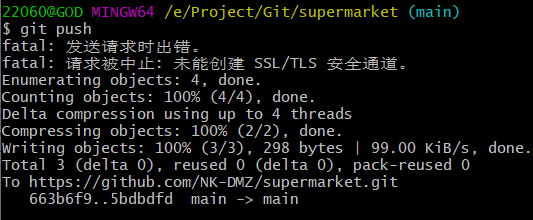 22060@GOD MINGW64 /e/Project/Git/supermarket (main)
$ git push
fatal: 发送请求时出错。
fatal: 请求被中止: 未能创建 SSL/TLS 安全通道。
Enumerating objects: 4, done.
Counting objects: 100% (4/4), done.
Delta compression using up to 4 threads
Compressing objects: 100% (2/2), done.
Writing objects: 100% (3/3), 298 bytes | 99.00 KiB/s, done.
Total 3 (delta 0), reused 0 (delta 0), pack-reused 0
To https://github.com/NK-DMZ/supermarket.git
   663b6f9..5bdbdfd  main -> main